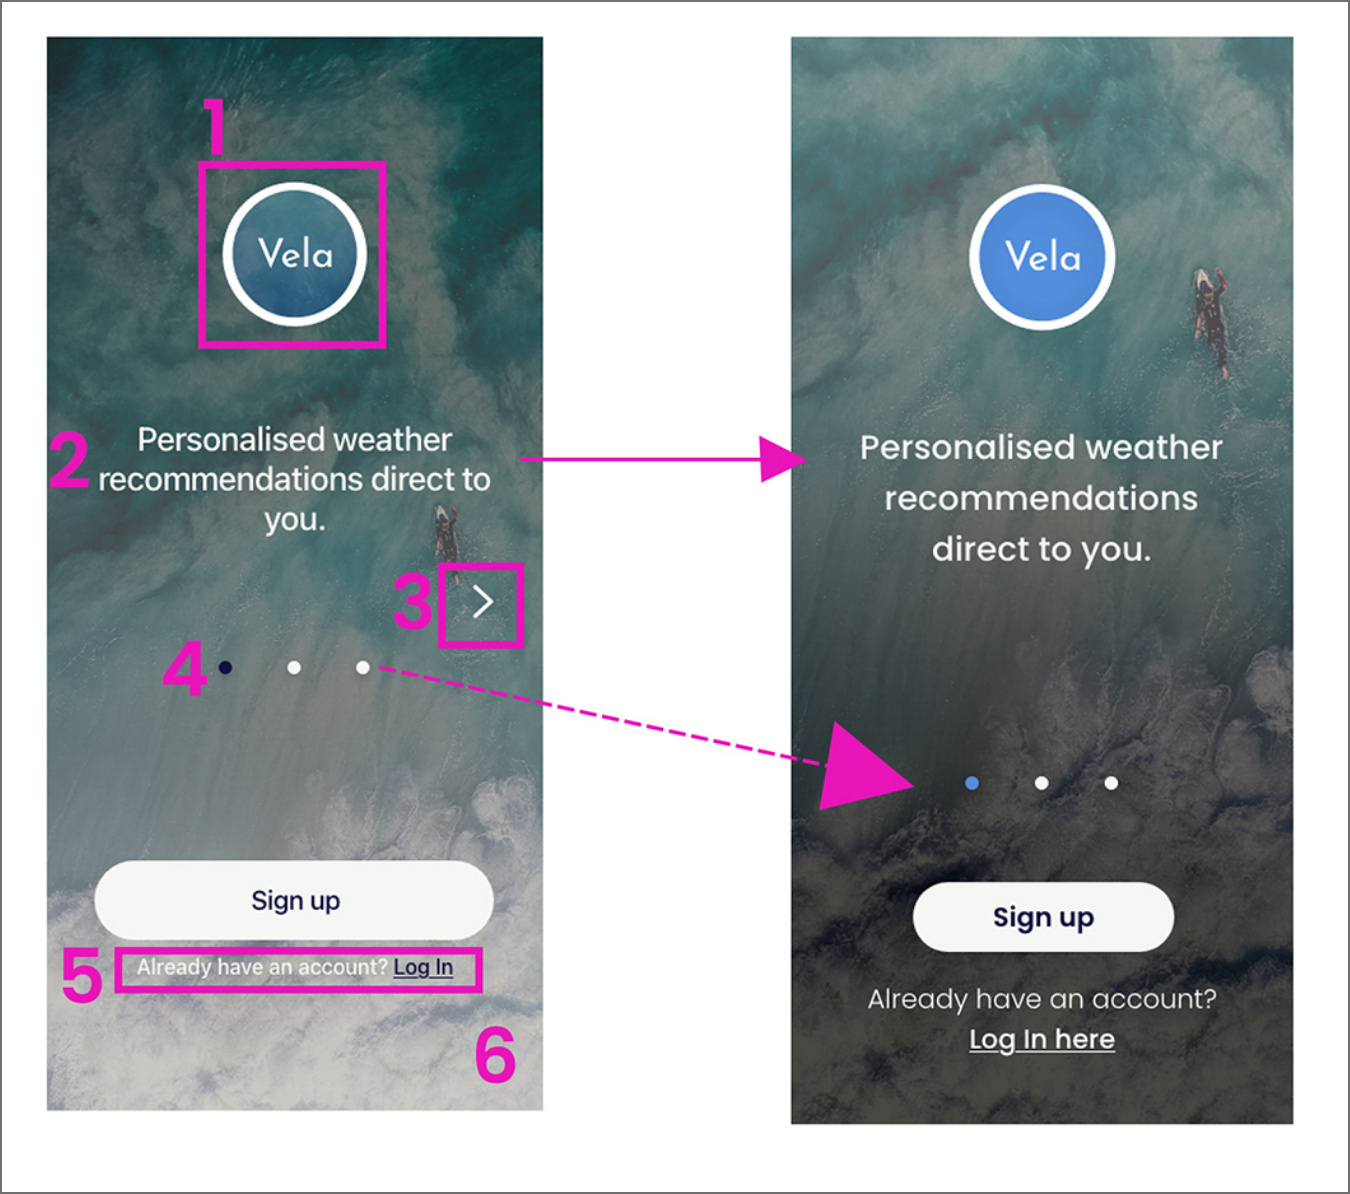 1
Vela
2
Personalised weather
recommendations direct to
you.
3
4
Sign up
5
Already have an account? Log In
6
Vela
Personalised weather
recommendations
direct to you.
Sign up
Already have an account?
Log In here